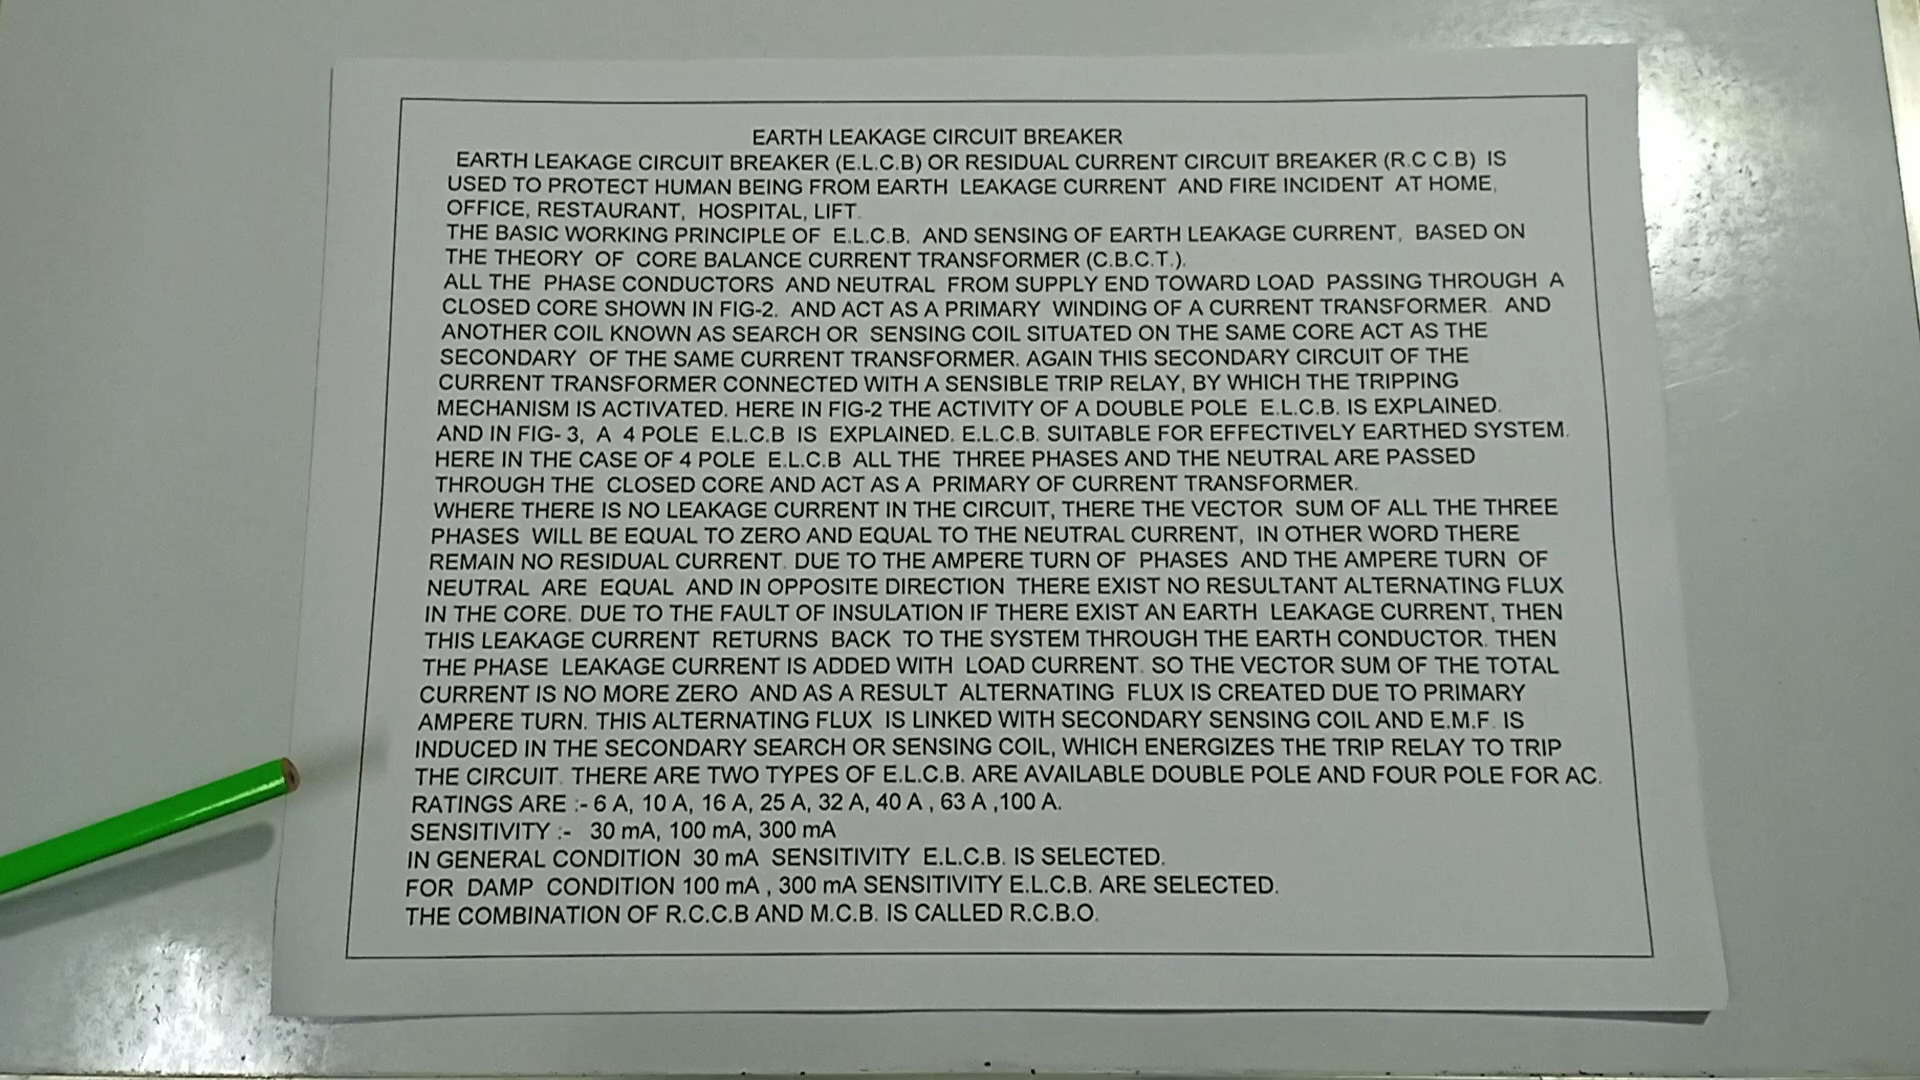 EARTH LEAKAGE CIRCUIT BREAKER
EARTH LEAKAGE CIRCUIT BREAKER (E.L.C.B) OR RESIDUAL CURRENT CIRCUIT BREAKER (R.C.C.B) IS
USED TO PROTECT HUMAN BEING FROM EARTH LEAKAGE CURRENT AND FIRE INCIDENT AT HOME,
OFFICE, RESTAURANT, HOSPITAL, LIFT.
THE BASIC WORKING PRINCIPLE OF E.L.C.B. AND SENSING OF EARTH LEAKAGE CURRENT, BASED ON
THE THEORY OF CORE BALANCE CURRENT TRANSFORMER (C.B.C.T.).
ALL THE PHASE CONDUCTORS AND NEUTRAL FROM SUPPLY END TOWARD LOAD PASSING THROUGH A
CLOSED CORE SHOWN IN FIG-2. AND ACT AS A PRIMARY WINDING OF A CURRENT TRANSFORMER. AND
ANOTHER COIL KNOWN AS SEARCH OR SENSING COIL SITUATED ON THE SAME CORE ACT AS THE
SECONDARY OF THE SAME CURRENT TRANSFORMER. AGAIN THIS SECONDARY CIRCUIT OF THE
CURRENT TRANSFORMER CONNECTED WITH A SENSIBLE TRIP RELAY, BY WHICH THE TRIPPING
MECHANISM IS ACTIVATED. HERE IN FIG-2 THE ACTIVITY OF A DOUBLE POLE E.L.C.B. IS EXPLAINED.
AND IN FIG- 3, A 4 POLE E.L.C.B IS EXPLAINED. E.L.C.B. SUITABLE FOR EFFECTIVELY EARTHED SYSTEM.
HERE IN THE CASE OF 4 POLE E.L.C.B ALL THE THREE PHASES AND THE NEUTRAL ARE PASSED
THROUGH THE CLOSED CORE AND ACT AS A PRIMARY OF CURRENT TRANSFORMER.
WHERE THERE IS NO LEAKAGE CURRENT IN THE CIRCUIT, THERE THE VECTOR SUM OF ALL THE THREE
PHASES WILL BE EQUAL TO ZERO AND EQUAL TO THE NEUTRAL CURRENT, IN OTHER WORD THERE
REMAIN NO RESIDUAL CURRENT. DUE TO THE AMPERE TURN OF PHASES AND THE AMPERE TURN OF
NEUTRAL ARE EQUAL AND IN OPPOSITE DIRECTION THERE EXIST NO RESULTANT ALTERNATING FLUX
IN THE CORE. DUE TO THE FAULT OF INSULATION IF THERE EXIST AN EARTH LEAKAGE CURRENT, THEN
THIS LEAKAGE CURRENT RETURNS BACK TO THE SYSTEM THROUGH THE EARTH CONDUCTOR. THEN
THE PHASE LEAKAGE CURRENT IS ADDED WITH LOAD CURRENT. SO THE VECTOR SUM OF THE TOTAL
CURRENT IS NO MORE ZERO AND AS A RESULT ALTERNATING FLUX IS CREATED DUE TO PRIMARY
AMPERE TURN. THIS ALTERNATING FLUX IS LINKED WITH SECONDARY SENSING COIL AND E.M.F. IS
INDUCED IN THE SECONDARY SEARCH OR SENSING COIL, WHICH ENERGIZES THE TRIP RELAY TO TRIP
THE CIRCUIT. THERE ARE TWO TYPES OF E.L.C.B. ARE AVAILABLE DOUBLE POLE AND FOUR POLE FOR AC.
RATINGS ARE :- 6 A, 10 A, 16 A, 25 A, 32 A, 40 A , 63 A ,100 A.
SENSITIVITY :- 30 mA, 100 mA, 300 mA
IN GENERAL CONDITION 30 mA SENSITIVITY E.L.C.B. IS SELECTED.
FOR DAMP CONDITION 100 mA , 300 mA SENSITIVITY E.L.C.B. ARE SELECTED.
THE COMBINATION OF R.C.C.B AND M.C.B. IS CALLED R.C.B.O.